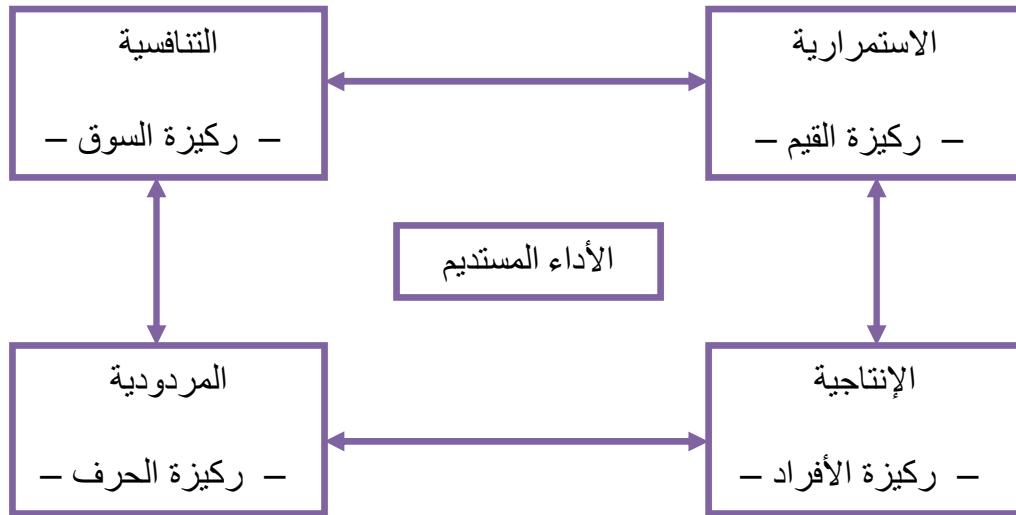 الاستمرارية
– ركيزة القيم –
التنافسية
– ركيزة السوق –
الأداء المستديم
الإنتاجية
– ركيزة الأفراد –
المردودية
– ركيزة الحرف –